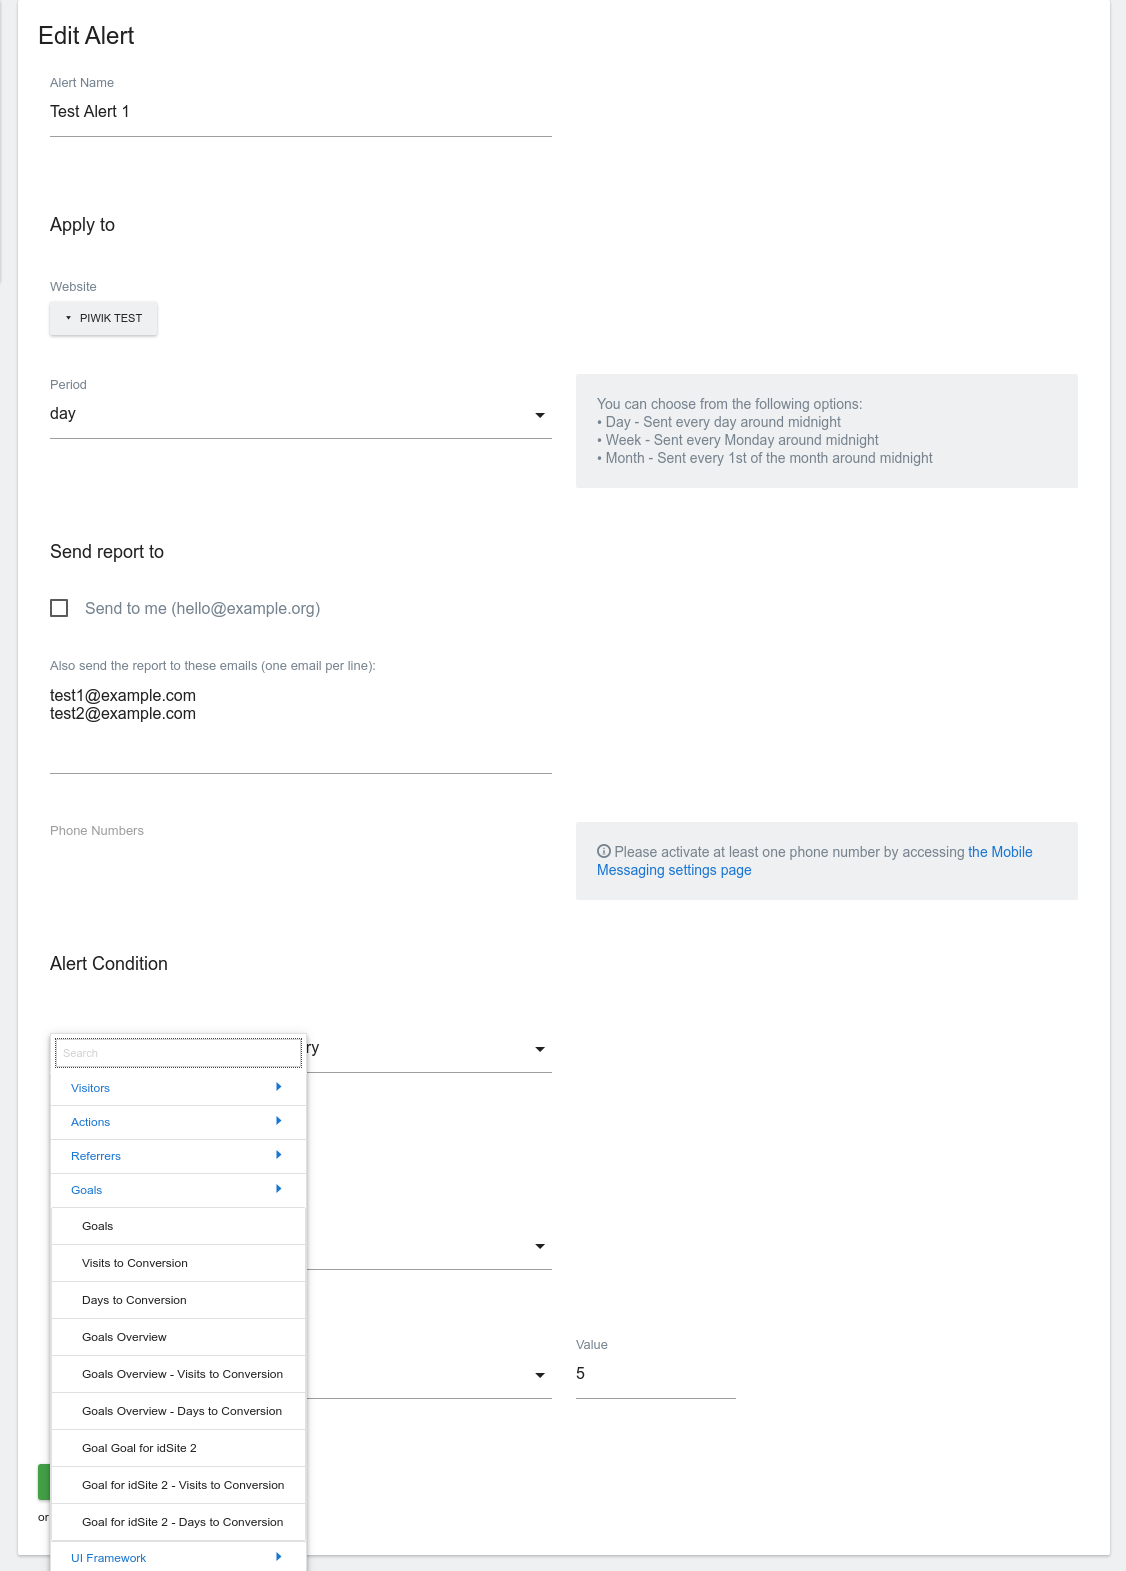 Edit Alert
Alert Name
Test Alert 1
Apply to
Website
PIWIK TEST
Period
day
You can choose from the following options:
• Day - Sent every day around midnight
• Week - Sent every Monday around midnight
• Month - Sent every 1st of the month around midnight
Send report to
Send to me (hello@example.org)
Also send the report to these emails (one email per line):
test1@example.com
test2@example.com
Phone Numbers
Please activate at least one phone number by accessing the Mobile
Messaging settings page
Alert Condition
ry
Search
Visitors
Actions
Referrers
Goals
Goals
Visits to Conversion
Days to Conversion
Goals Overview
Value
Goals Overview - Visits to Conversion
5
Goals Overview - Days to Conversion
Goal Goal for idSite 2
Goal for idSite 2 - Visits to Conversion
or
Goal for idSite 2 - Days to Conversion
UI Framework